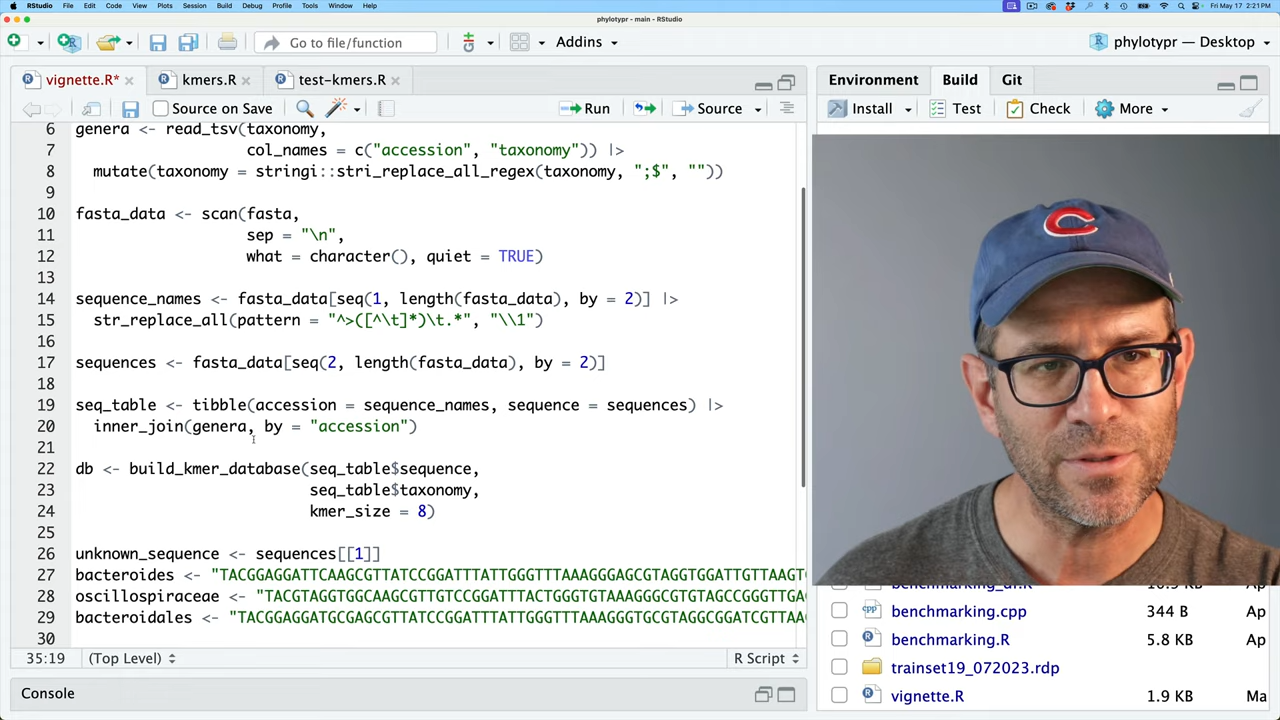 RStudio File Edit Code View Plots Session Build Debug Profile Tools Window Help Fri May 17 2:21PM
phylotypr - main - RStudio
Go to file/function Addins phylotypr — Desktop
vignette.R* kmers.R test-kmers.R Environment Build Git
Source on Save Run Source Install Test Check More
6 genera <- read_tsv(taxonomy,
7 col_names = c("accession", "taxonomy")) |>
8 mutate(taxonomy = stringi::stri_replace_all_regex(taxonomy, ";$", ""))
9
10 fasta_data <- scan(fasta,
11 sep = "\n",
12 what = character(), quiet = TRUE)
13
14 sequence_names <- fasta_data[seq(1, length(fasta_data), by = 2)] |>
15 str_replace_all(pattern = "^>([^\t]*)\t.*", "\\1")
16
17 sequences <- fasta_data[seq(2, length(fasta_data), by = 2)]
18
19 seq_table <- tibble(accession = sequence_names, sequence = sequences) |>
20 inner_join(genera, by = "accession")
21
22 db <- build_kmer_database(seq_table$sequence,
23 seq_table$taxonomy,
24 kmer_size = 8)
25
26 unknown_sequence <- sequences[[1]]
27 bacteroides <- "TACGGAGGATTCAAGCGTTATCCGGATTTATTGGGTTTAAAGGGAGCGTAGGTGGATTGTTAAGTG
28 oscillospiraceae <- "TACGTAGGTGGCAAGCGTTGTCCGGATTTACTGGGTGTAAAGGGCGTGTAGCCGGGTTGA
29 bacteroidales <- "TACGGAGGATGCGAGCGTTATCCGGATTTATTGGGTTTAAAGGGTGCGTAGGCGGATCGTTAA
30
35:19 (Top Level) R Script
Console
benchmarking.cpp 344 B Ap
benchmarking.R 5.8 KB Ap
trainset19_072023.rdp
vignette.R 1.9 KB Ma